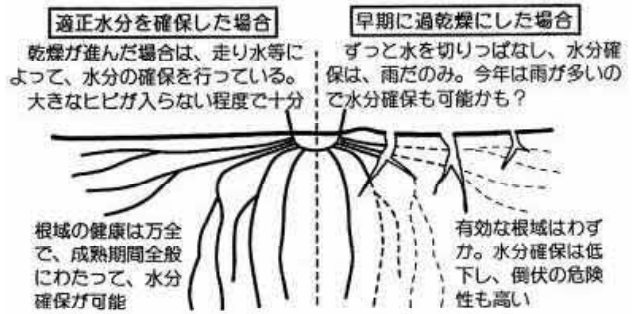 適正水分を確保した場合
乾燥が進んだ場合は、走り水等に
よって、水分の確保を行っている。
大きなヒビが入らない程度で十分
早期に過乾燥にした場合
ずっと水を切りっぱなし、水分確
保は、雨だのみ。今年は雨が多いの
で水分確保も可能かも?
根域の健康は万全
で、成熟期間全般
にわたって、水分
確保が可能
有効な根域はわず
か。水分確保は低
下し、倒伏の危険
性も高い